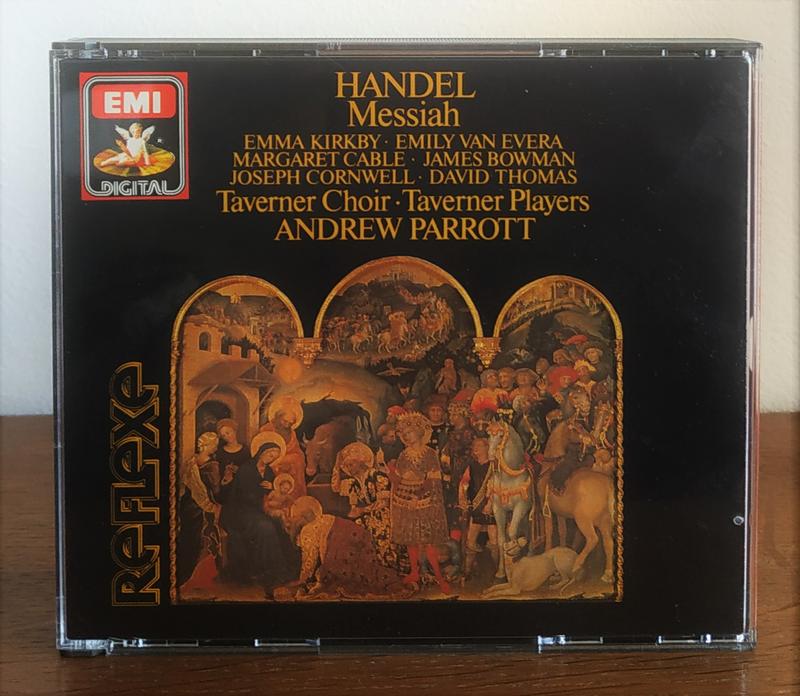 EMI
DIGITAL
HANDEL
Messiah
EMMA KIRKBY · EMILY VAN EVERA
MARGARET CABLE · JAMES BOWMAN
JOSEPH CORNWELL · DAVID THOMAS
Taverner Choir · Taverner Players
ANDREW PARROTT
REFLEXE